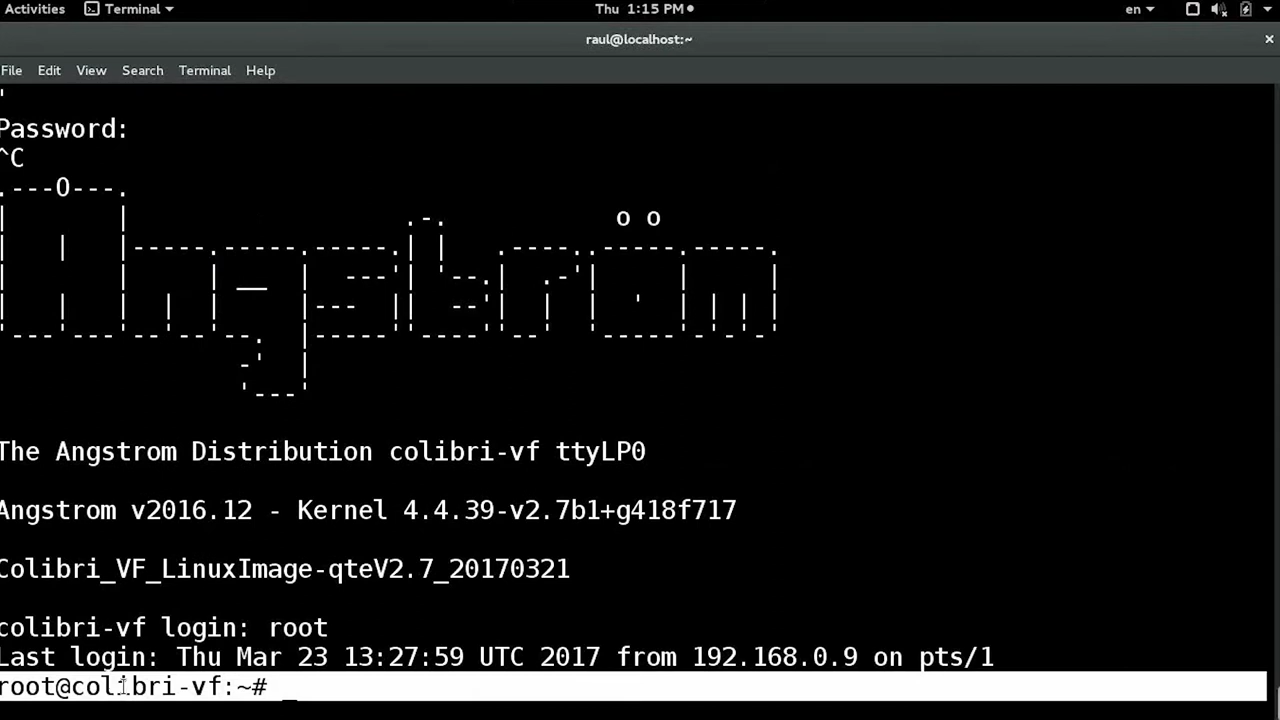 Activities Terminal Thu 1:15 PM en
raul@localhost:~ ×
File Edit View Search Terminal Help
Password:
^C
Angström
The Angstrom Distribution colibri-vf ttyLP0
Angstrom v2016.12 - Kernel 4.4.39-v2.7b1+g418f717
Colibri_VF_LinuxImage-qteV2.7_20170321
colibri-vf login: root
Last login: Thu Mar 23 13:27:59 UTC 2017 from 192.168.0.9 on pts/1
root@colibri-vf:~#